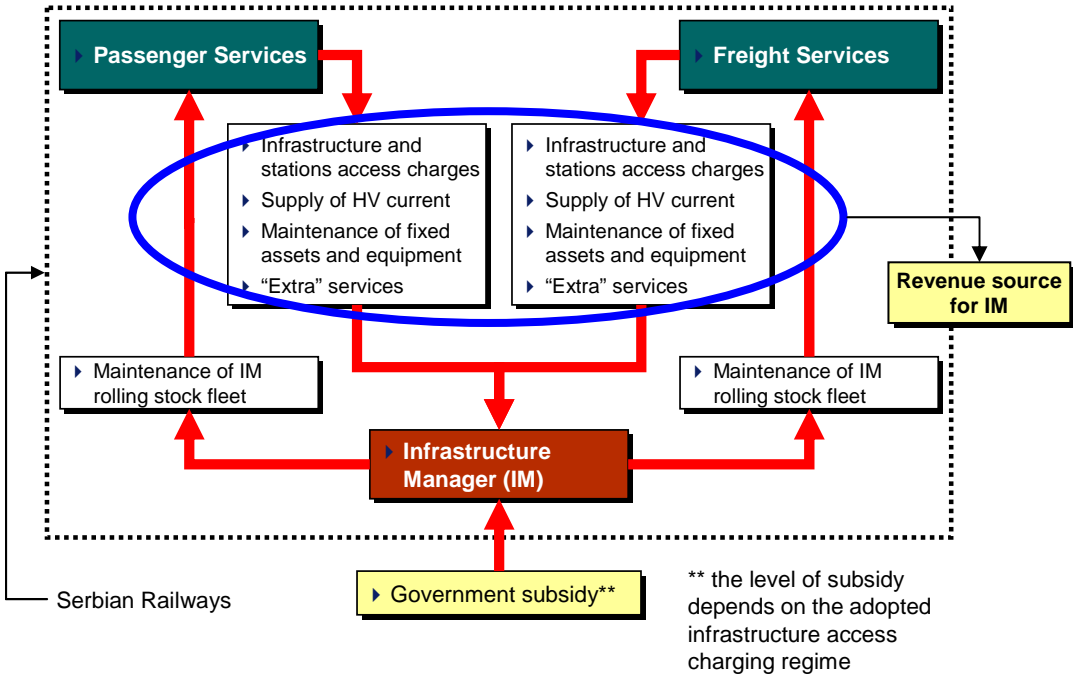 Passenger Services
Freight Services
Infrastructure and
stations access charges
Supply of HV current
Maintenance of fixed
assets and equipment
“Extra” services
Infrastructure and
stations access charges
Supply of HV current
Maintenance of fixed
assets and equipment
“Extra” services
Revenue source
for IM
Maintenance of IM
rolling stock fleet
Maintenance of IM
rolling stock fleet
Infrastructure
Manager (IM)
Serbian Railways
Government subsidy**
** the level of subsidy
depends on the adopted
infrastructure access
charging regime